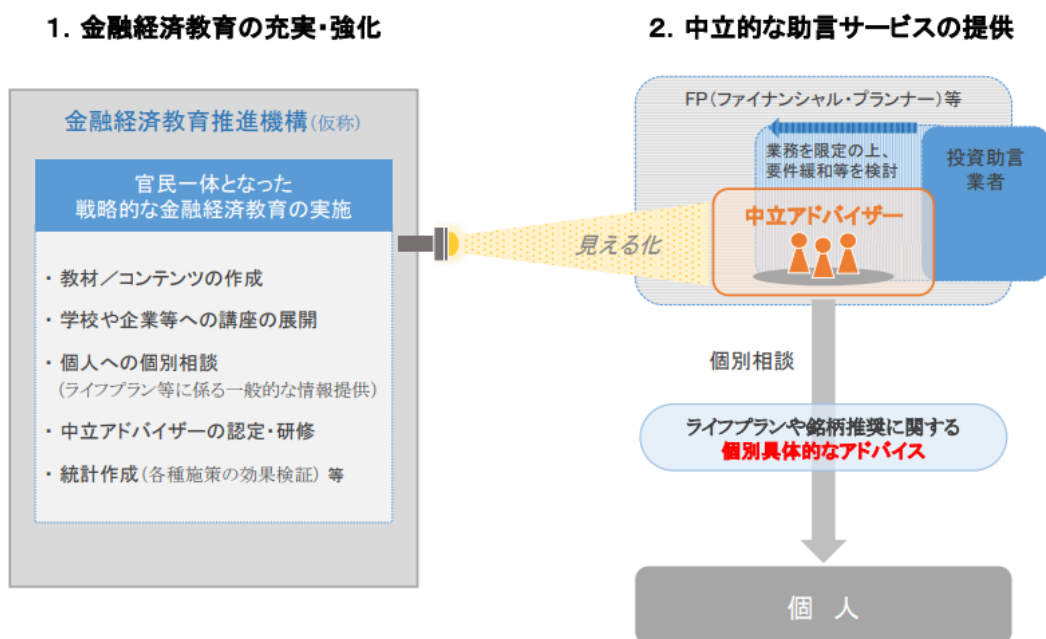 1. 金融経済教育の充実・強化
金融経済教育推進機構(仮称)
官民一体となった
戦略的な金融経済教育の実施
・ 教材／コンテンツの作成
・ 学校や企業等への講座の展開
・ 個人への個別相談
(ライフプラン等に係る一般的な情報提供)
・ 中立アドバイザーの認定・研修
・ 統計作成(各種施策の効果検証) 等
見える化
2. 中立的な助言サービスの提供
FP(ファイナンシャル・プランナー)等
業務を限定の上、
要件緩和等を検討
投資助言
業者
中立アドバイザー
個別相談
ライフプランや銘柄推奨に関する
個別具体的なアドバイス
個 人